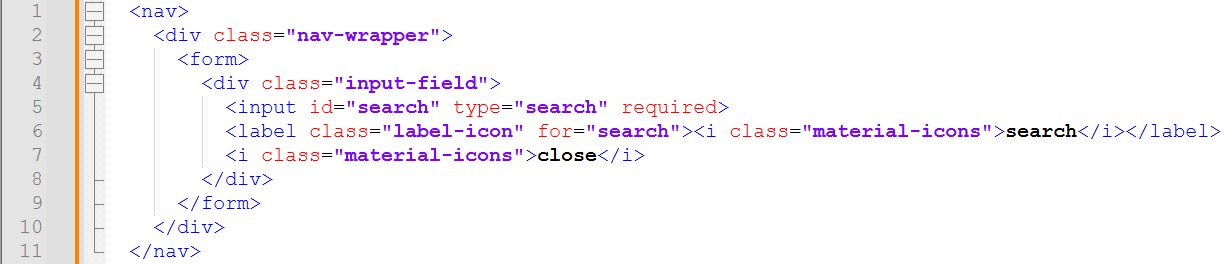 1 <nav>
2 <div class="nav-wrapper">
3 <form>
4 <div class="input-field">
5 <input id="search" type="search" required>
6 <label class="label-icon" for="search"><i class="material-icons">search</i></label>
7 <i class="material-icons">close</i>
8 </div>
9 </form>
10 </div>
11 </nav>